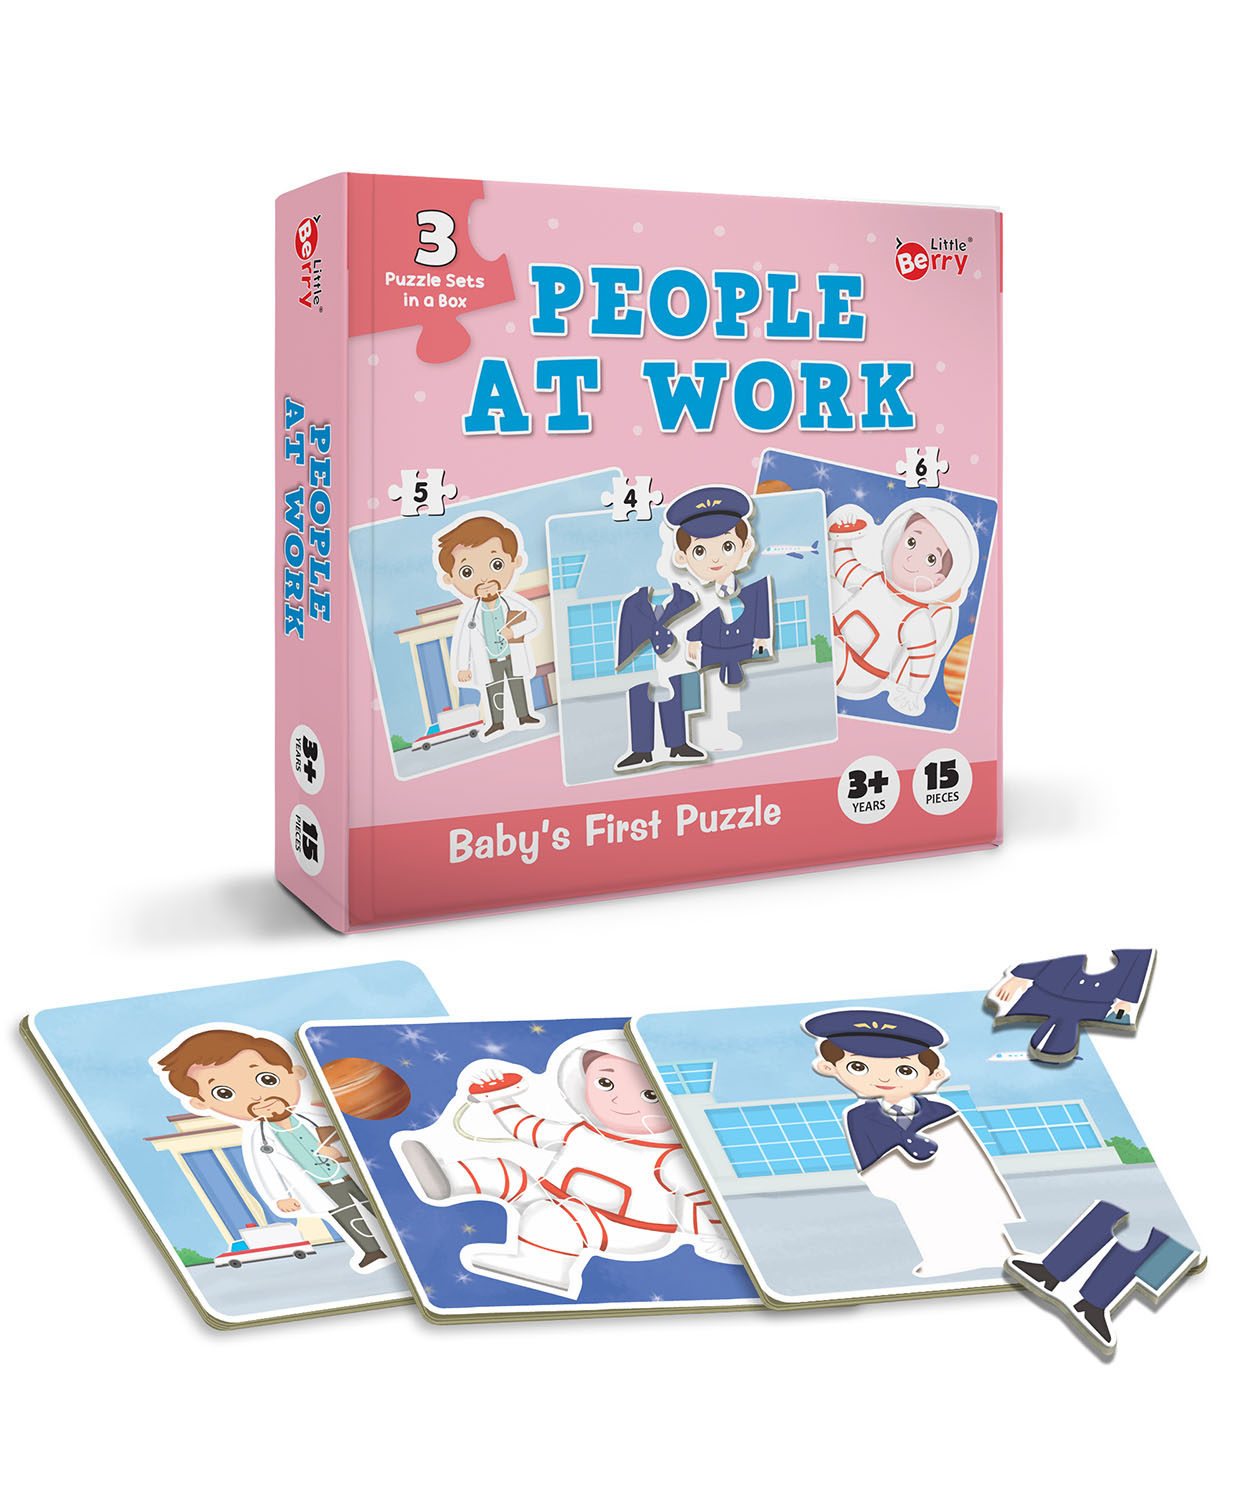 3
Puzzle Sets
in a Box
Little®
Berry
PEOPLE
AT WORK
5
4
6
3+
YEARS
15
PIECES
Baby's First Puzzle
Little®
Berry
PEOPLE
AT WORK
3+
YEARS
15
PIECES